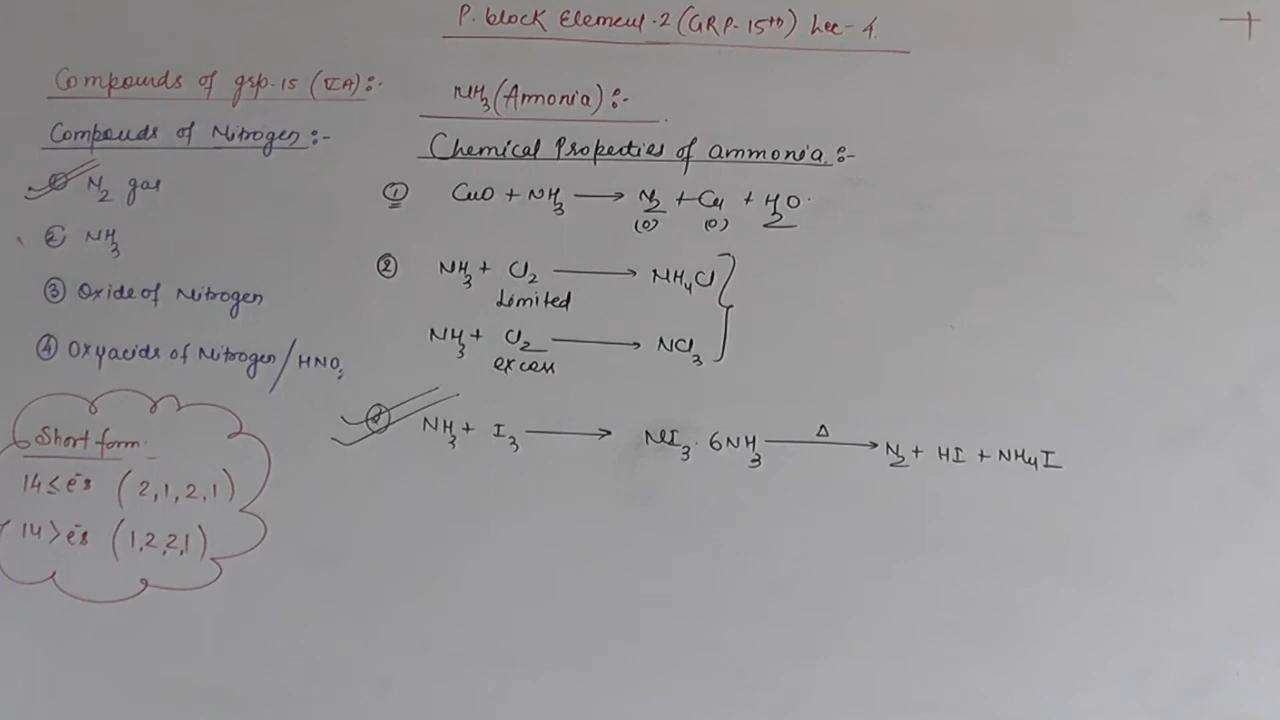 P. block Element-2 (GRP-15th) Lec-4.
Compounds of grp-15 (VA):-
Compouds of Nitrogen:-
① N2 gas
② NH3
③ Oxide of Nitrogen
④ Oxyacids of Nitrogen/HNO3
Short form.
14 ≤ e-s (2,1,2,1)
14 > e-s (1,2,2,1)
NH3 (Amonia):-
Chemical Properties of ammonia:-
① CuO + NH3 → N2 + Cu + H2O
(0) (0)
② NH3 + Cl2 → NH4Cl
Limited
NH3 + Cl2 → NCl3
excess
NH3 + I3 → NI3·6NH3 Δ→ N2 + HI + NH4I